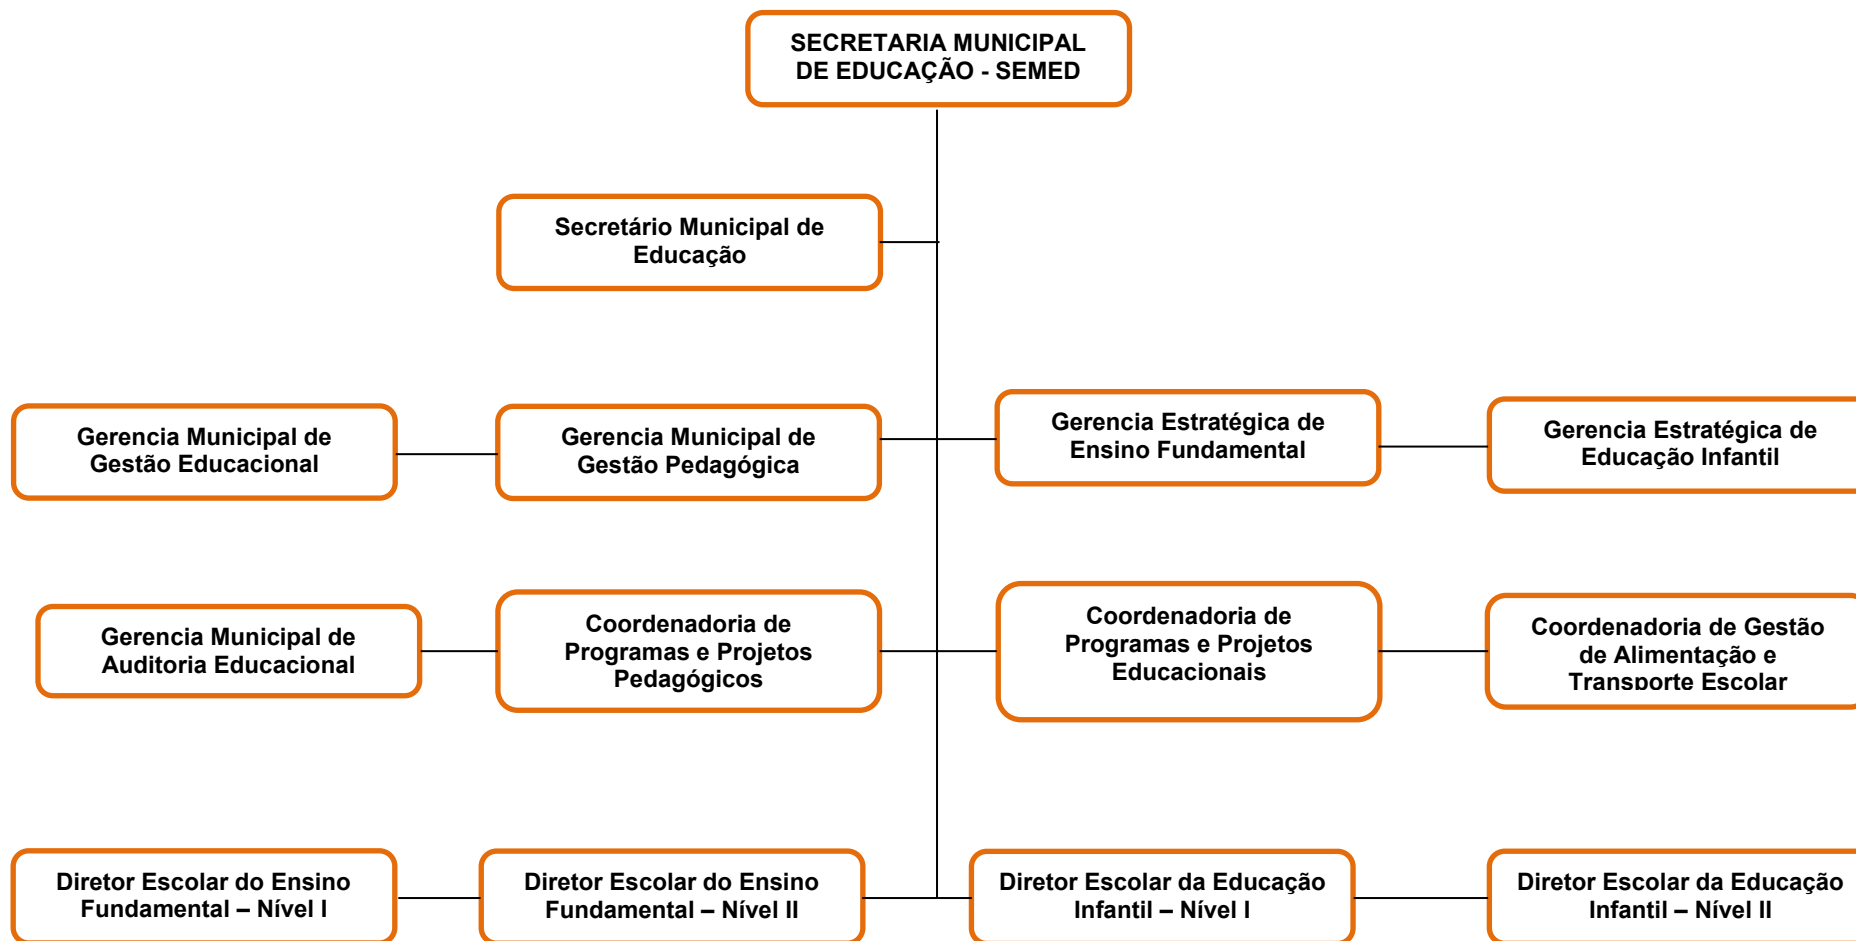 SECRETARIA MUNICIPAL
DE EDUCAÇÃO - SEMED
Secretário Municipal de
Educação
Gerencia Municipal de
Gestão Educacional
Gerencia Municipal de
Gestão Pedagógica
Gerencia Estratégica de
Ensino Fundamental
Gerencia Estratégica de
Educação Infantil
Gerencia Municipal de
Auditoria Educacional
Coordenadoria de
Programas e Projetos
Pedagógicos
Coordenadoria de
Programas e Projetos
Educacionais
Coordenadoria de Gestão
de Alimentação e
Transporte Escolar
Diretor Escolar do Ensino
Fundamental – Nível I
Diretor Escolar do Ensino
Fundamental – Nível II
Diretor Escolar da Educação
Infantil – Nível I
Diretor Escolar da Educação
Infantil – Nível II